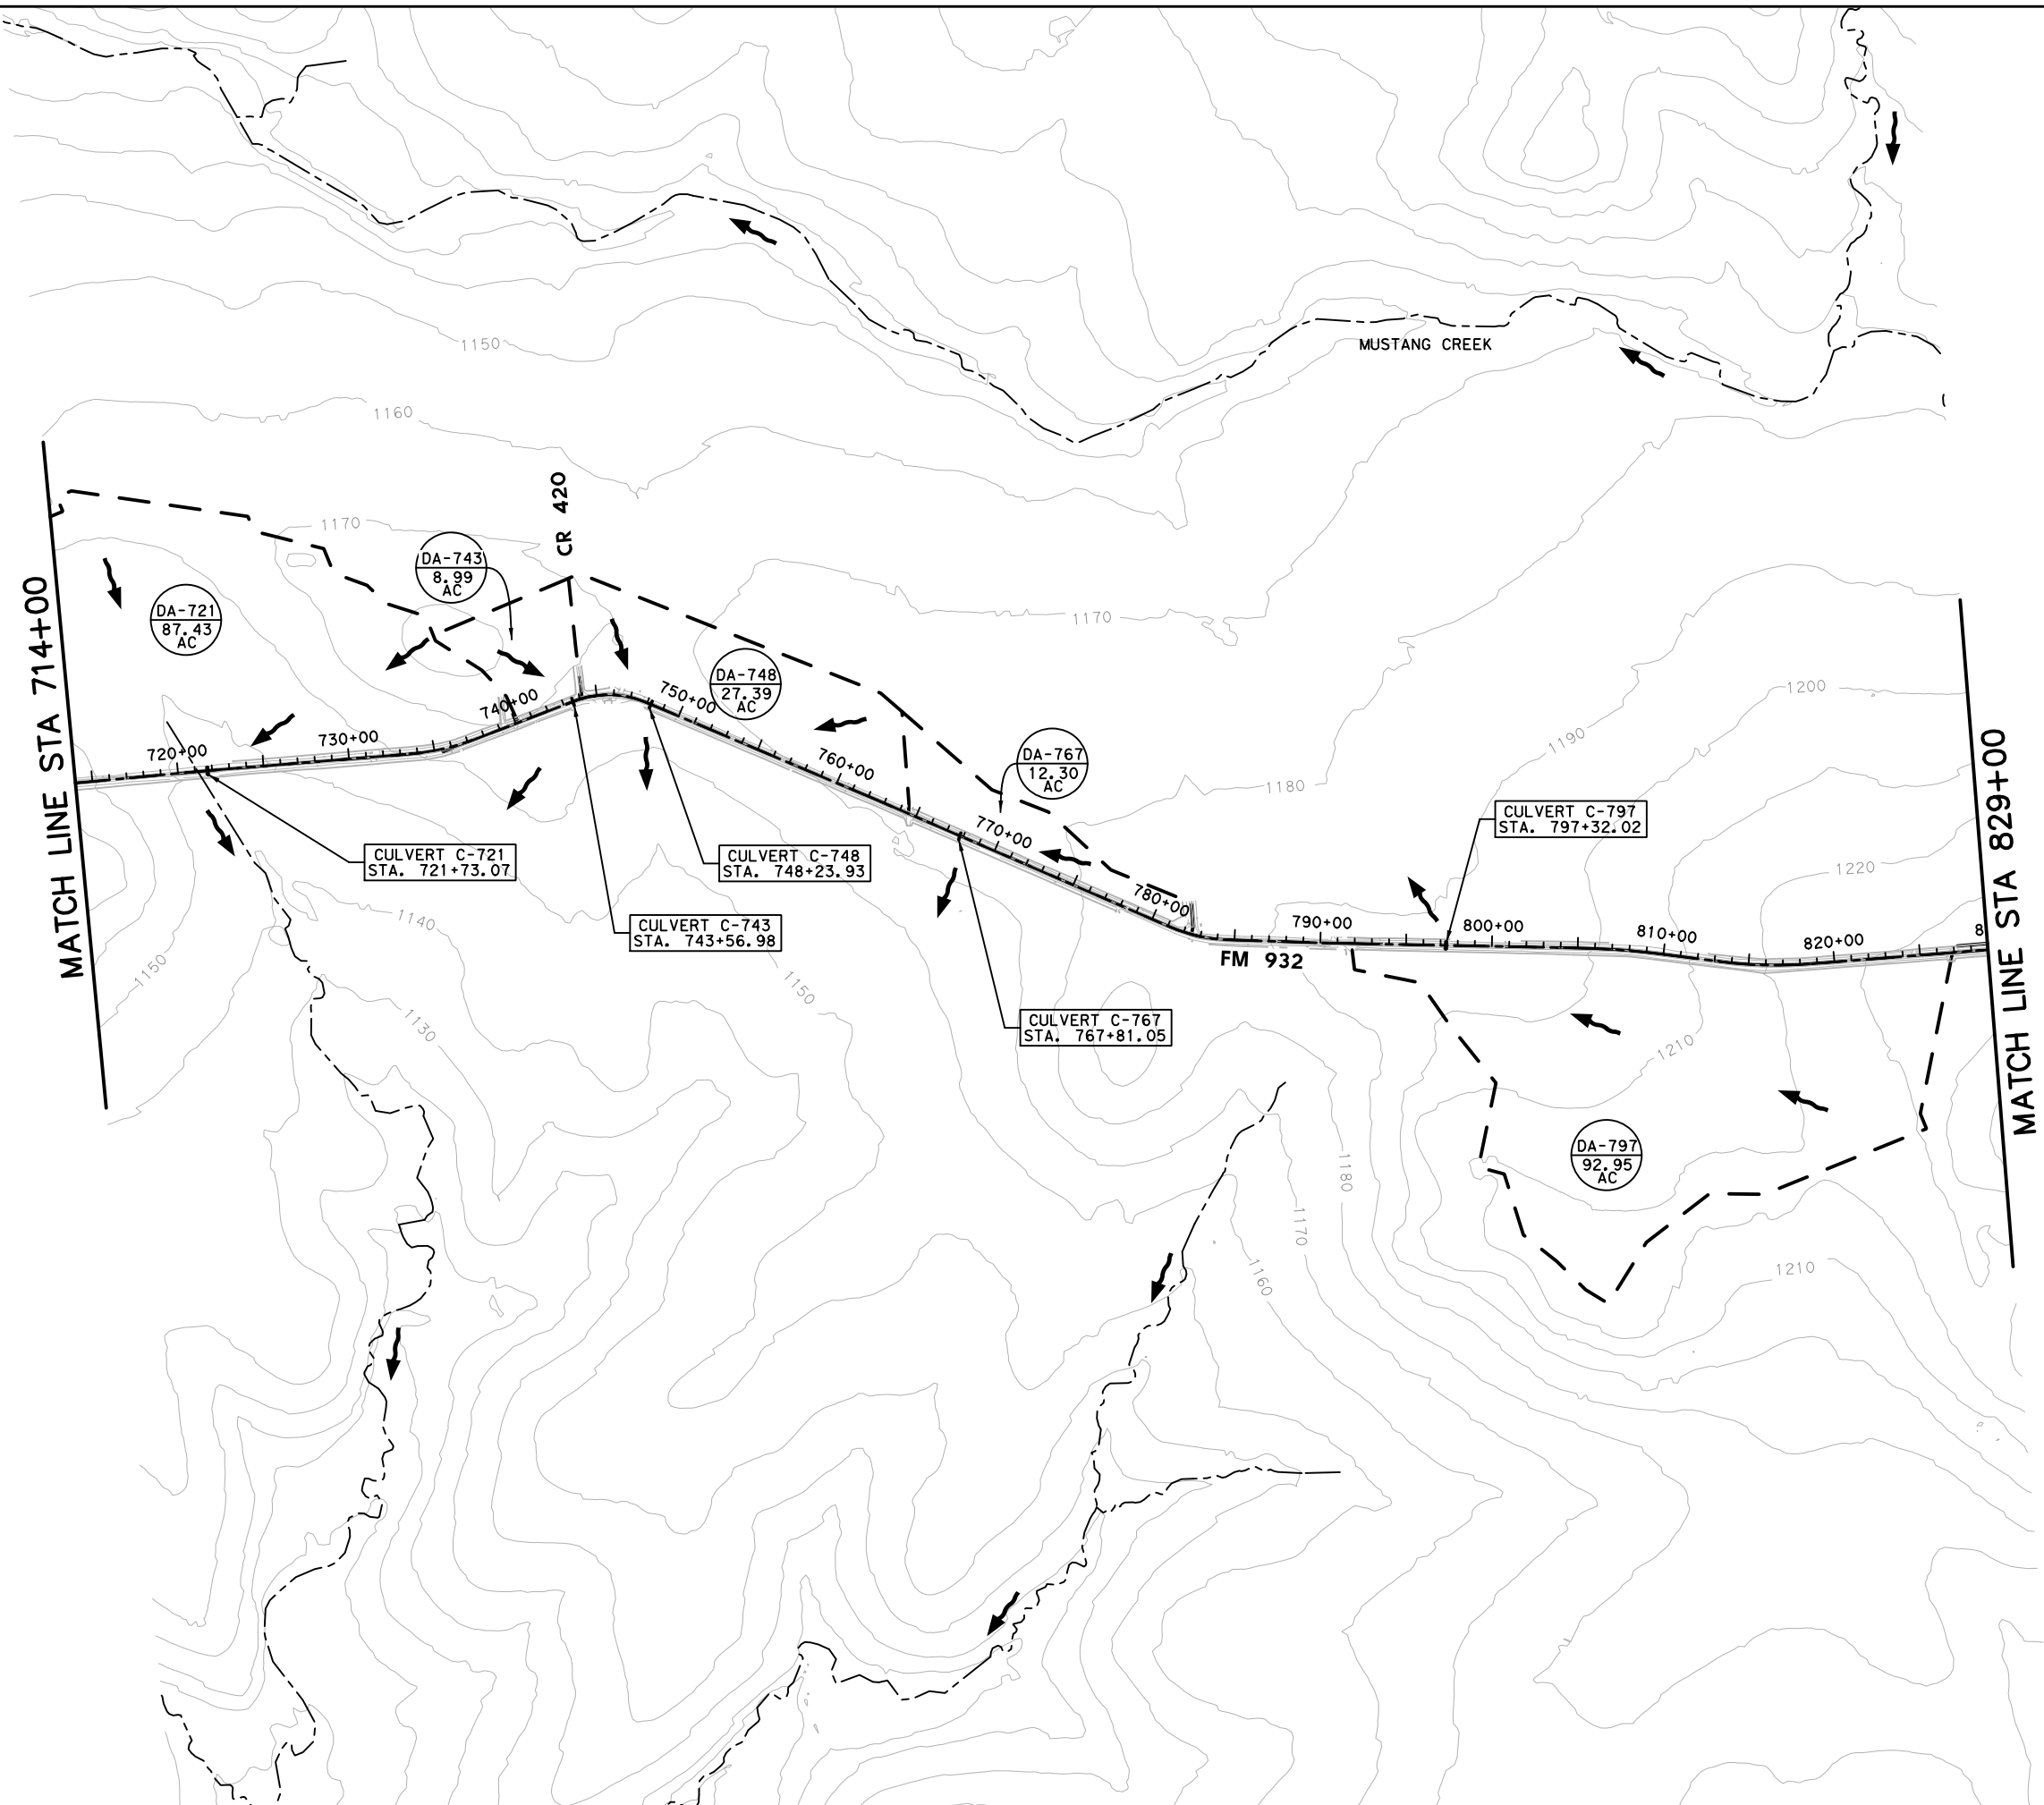 MUSTANG CREEK
1150
1160
1170
CR 420
DA-743
8.99
AC
DA-721
87.43
AC
1170
DA-748
27.39
AC
1200
MATCH LINE STA 714+00
720+00
730+00
740+00
750+00
760+00
770+00
780+00
790+00
800+00
810+00
820+00
8
MATCH LINE STA 829+00
DA-767
12.30
AC
1190
1180
CULVERT C-797
STA. 797+32.02
CULVERT C-721
STA. 721+73.07
CULVERT C-748
STA. 748+23.93
1220
1140
CULVERT C-743
STA. 743+56.98
FM 932
1150
1150
1130
CULVERT C-767
STA. 767+81.05
1210
DA-797
92.95
AC
1180
1170
1160
1210